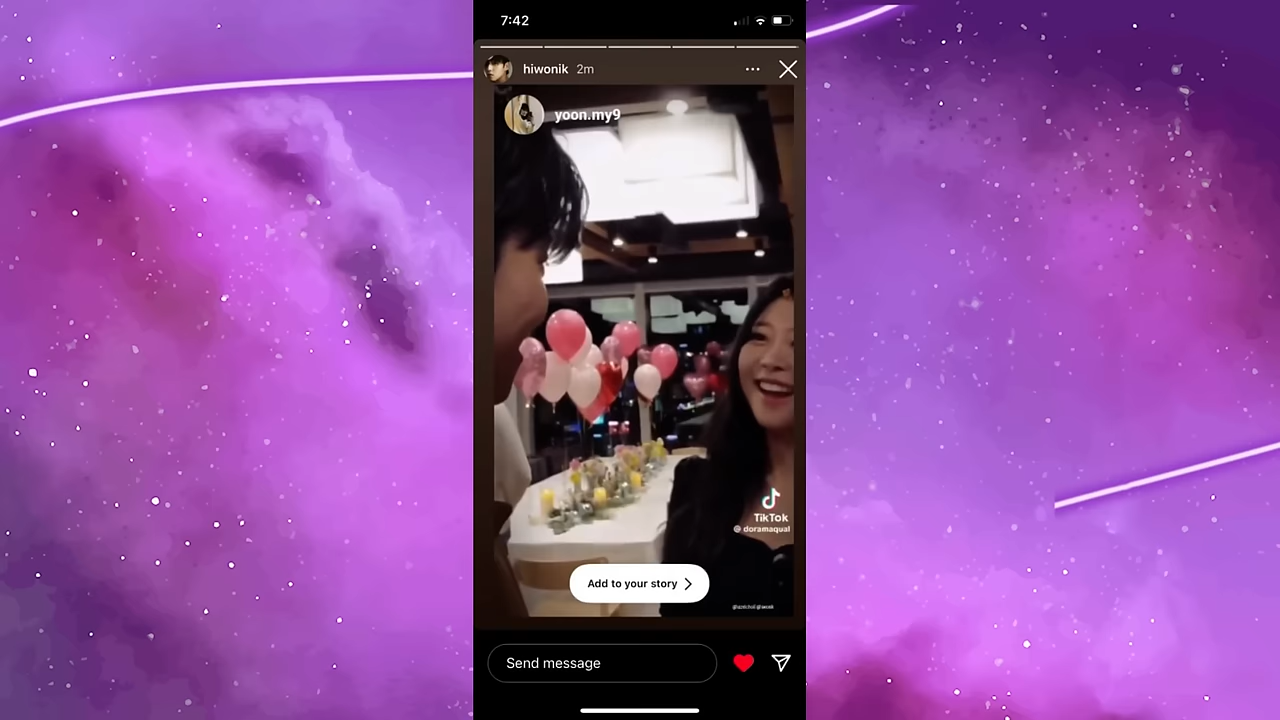 7:42
hiwonik 2m
yoon.my9
TikTok
doramaqual
Add to your story
Send message